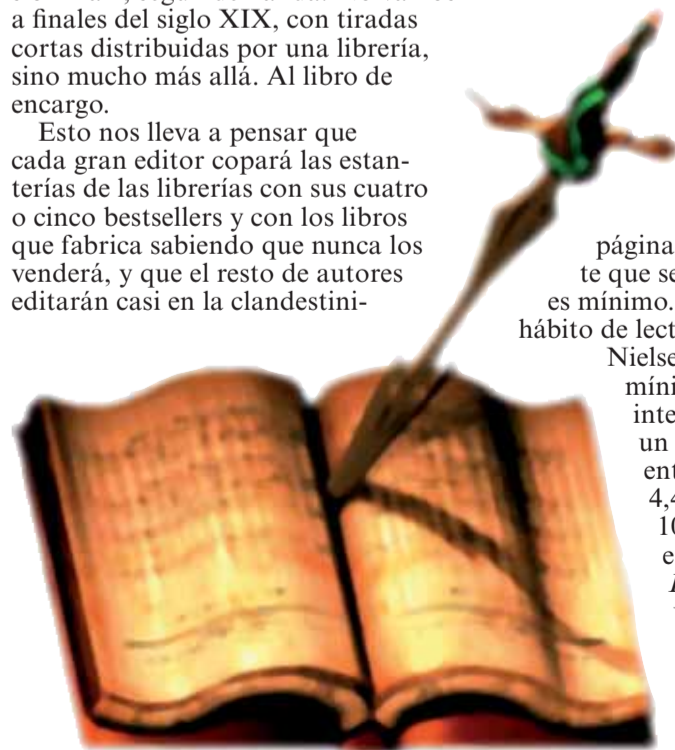 a finales del siglo XIX, con tiradas
cortas distribuidas por una librería,
sino mucho más allá. Al libro de
encargo.
Esto nos lleva a pensar que
cada gran editor copará las estan-
terías de las librerías con sus cuatro
o cinco bestsellers y con los libros
que fabrica sabiendo que nunca los
venderá, y que el resto de autores
editarán casi en la clandestini-
página
te que se
es mínimo.
hábito de lect
Nielse
míni
inte
un
ent
4,4
10
e